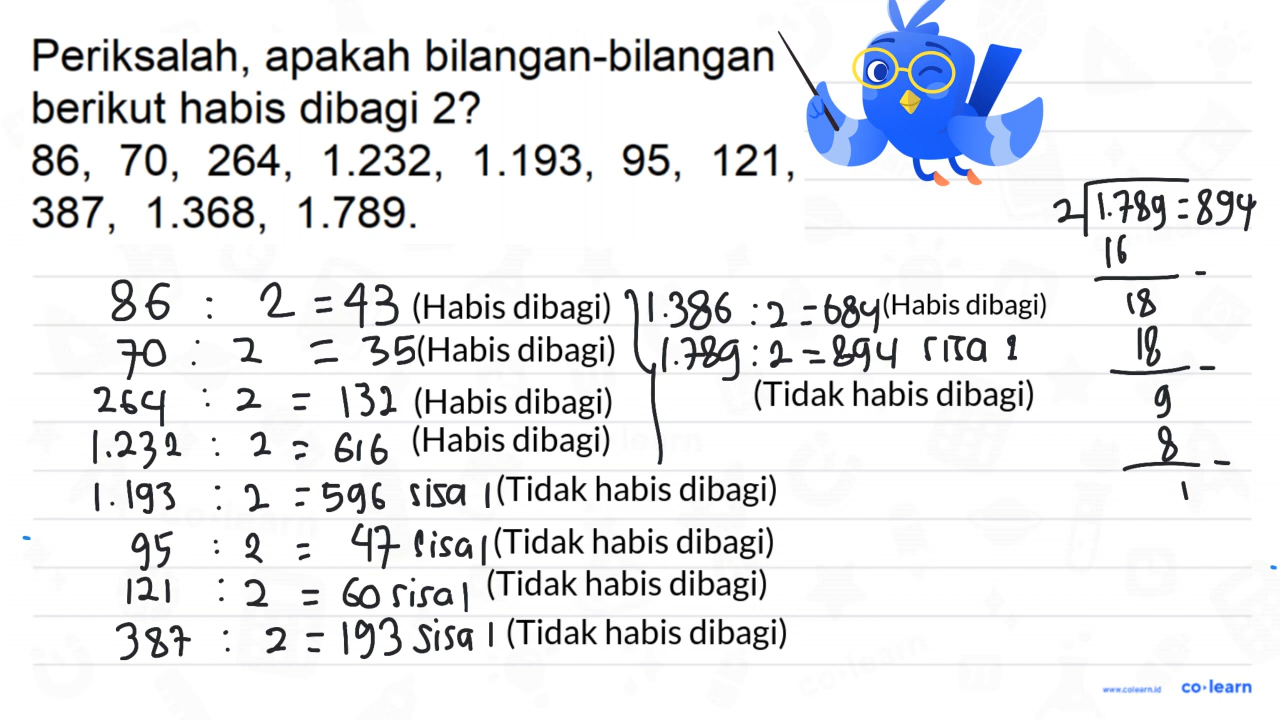 Periksalah, apakah bilangan-bilangan
berikut habis dibagi 2?
86, 70, 264, 1.232, 1.193, 95, 121,
387, 1.368, 1.789.
86 : 2 = 43 (Habis dibagi)
70 : 2 = 35 (Habis dibagi)
264 : 2 = 132 (Habis dibagi)
1.232 : 2 = 616 (Habis dibagi)
1.193 : 2 = 596 sisa 1 (Tidak habis dibagi)
95 : 2 = 47 sisa 1 (Tidak habis dibagi)
121 : 2 = 60 sisa 1 (Tidak habis dibagi)
387 : 2 = 193 sisa 1 (Tidak habis dibagi)
1.386 : 2 = 684 (Habis dibagi)
1.789 : 2 = 894 sisa 1
(Tidak habis dibagi)
2 1.789 = 894
16
-
18
18
-
9
8
-
1
www.colearn.id co·learn